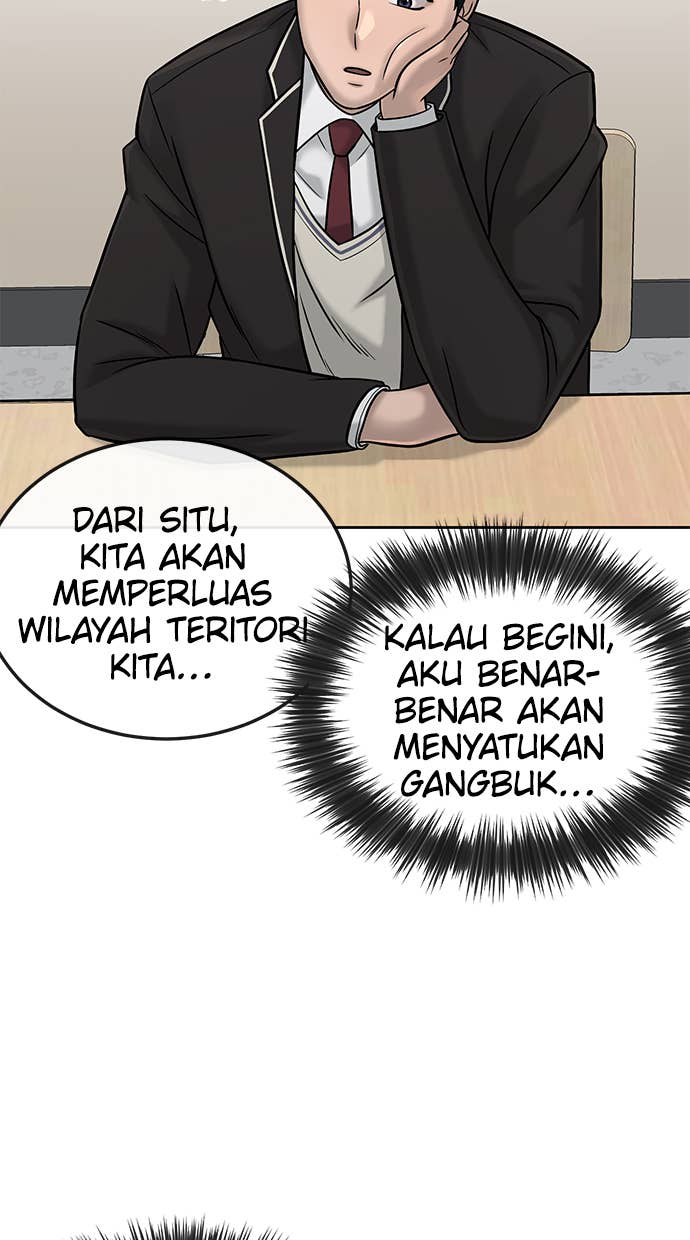 DARI SITU,
KITA AKAN
MEMPERLUAS
WILAYAH TERITORI
KITA...
KALAU BEGINI,
AKU BENAR-
BENAR AKAN
MENYATUKAN
GANGBUK...